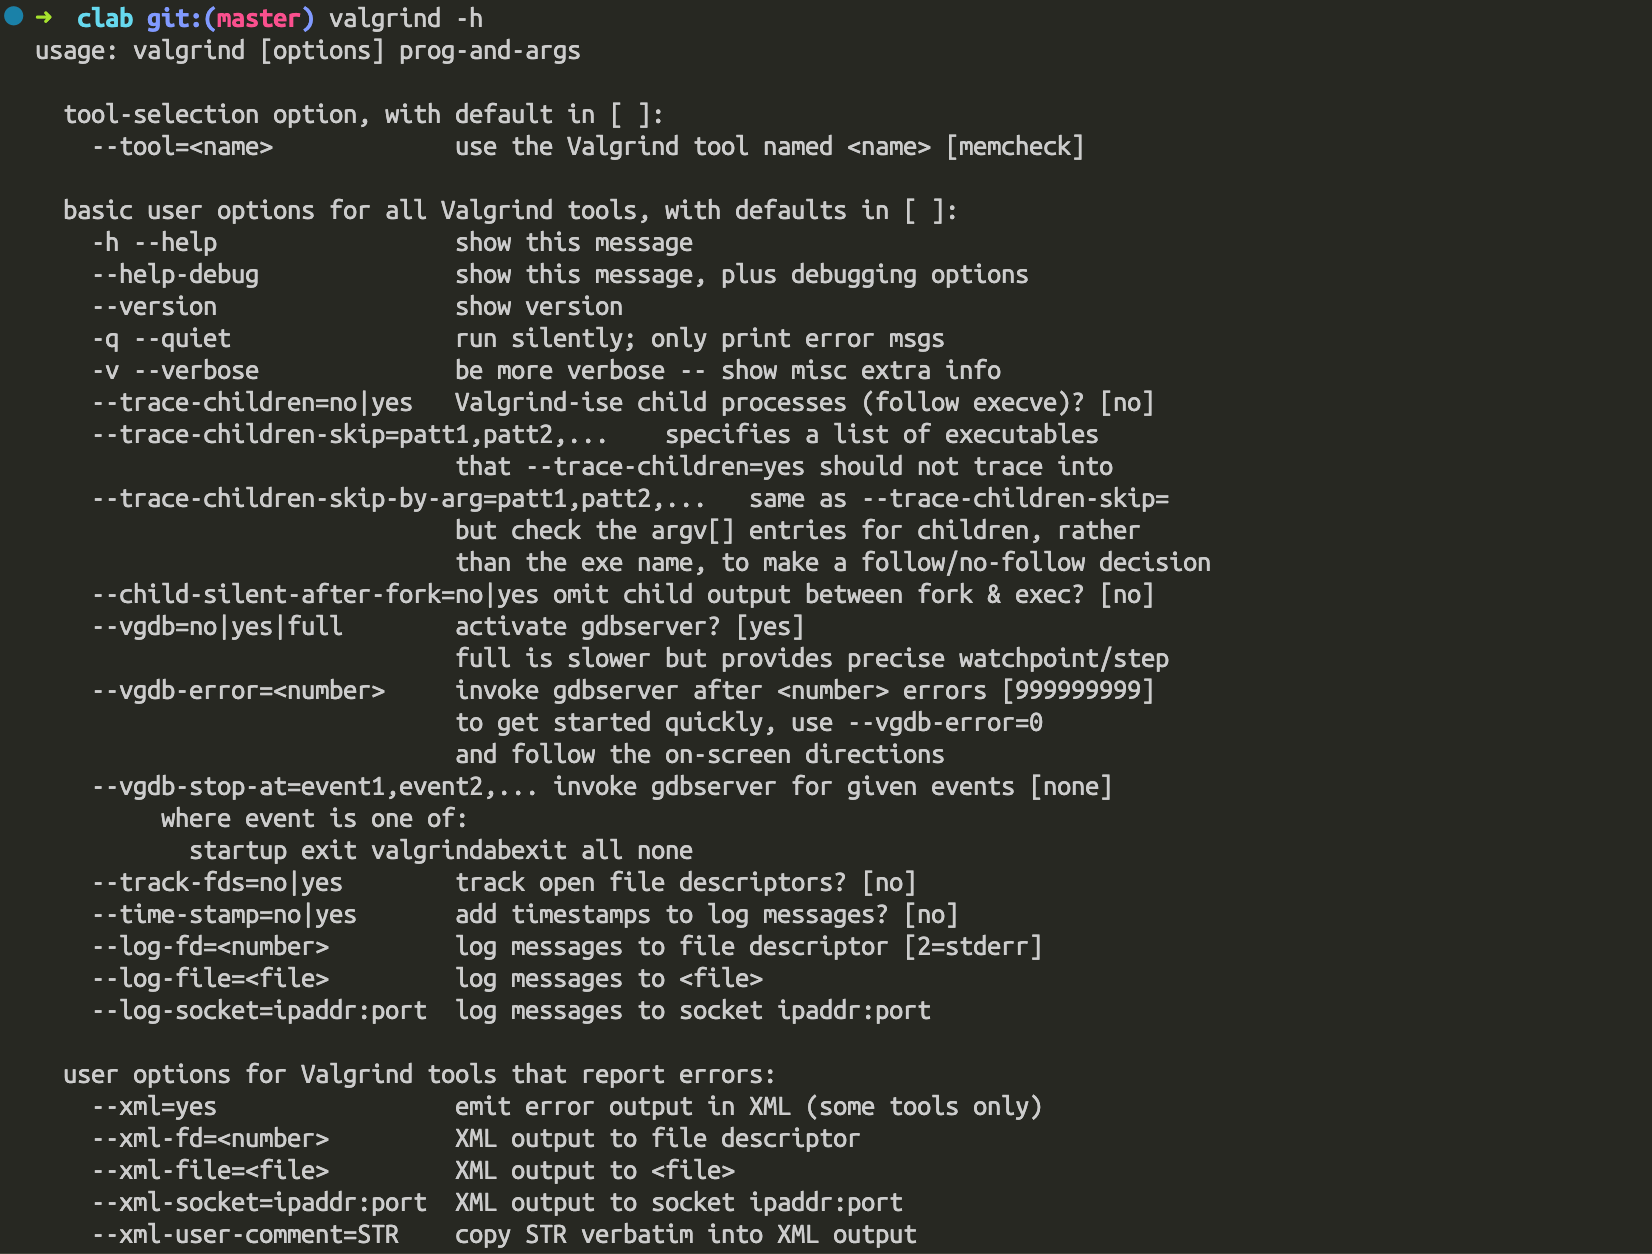 ➜  clab git:(master) valgrind -h
usage: valgrind [options] prog-and-args

  tool-selection option, with default in [ ]:
    --tool=<name>             use the Valgrind tool named <name> [memcheck]

  basic user options for all Valgrind tools, with defaults in [ ]:
    -h --help                 show this message
    --help-debug              show this message, plus debugging options
    --version                 show version
    -q --quiet                run silently; only print error msgs
    -v --verbose              be more verbose -- show misc extra info
    --trace-children=no|yes   Valgrind-ise child processes (follow execve)? [no]
    --trace-children-skip=patt1,patt2,...    specifies a list of executables
                              that --trace-children=yes should not trace into
    --trace-children-skip-by-arg=patt1,patt2,...   same as --trace-children-skip=
                              but check the argv[] entries for children, rather
                              than the exe name, to make a follow/no-follow decision
    --child-silent-after-fork=no|yes omit child output between fork & exec? [no]
    --vgdb=no|yes|full        activate gdbserver? [yes]
                              full is slower but provides precise watchpoint/step
    --vgdb-error=<number>     invoke gdbserver after <number> errors [999999999]
                              to get started quickly, use --vgdb-error=0
                              and follow the on-screen directions
    --vgdb-stop-at=event1,event2,... invoke gdbserver for given events [none]
         where event is one of:
           startup exit valgrindabexit all none
    --track-fds=no|yes        track open file descriptors? [no]
    --time-stamp=no|yes       add timestamps to log messages? [no]
    --log-fd=<number>         log messages to file descriptor [2=stderr]
    --log-file=<file>         log messages to <file>
    --log-socket=ipaddr:port  log messages to socket ipaddr:port

  user options for Valgrind tools that report errors:
    --xml=yes                 emit error output in XML (some tools only)
    --xml-fd=<number>         XML output to file descriptor
    --xml-file=<file>         XML output to <file>
    --xml-socket=ipaddr:port  XML output to socket ipaddr:port
    --xml-user-comment=STR    copy STR verbatim into XML output